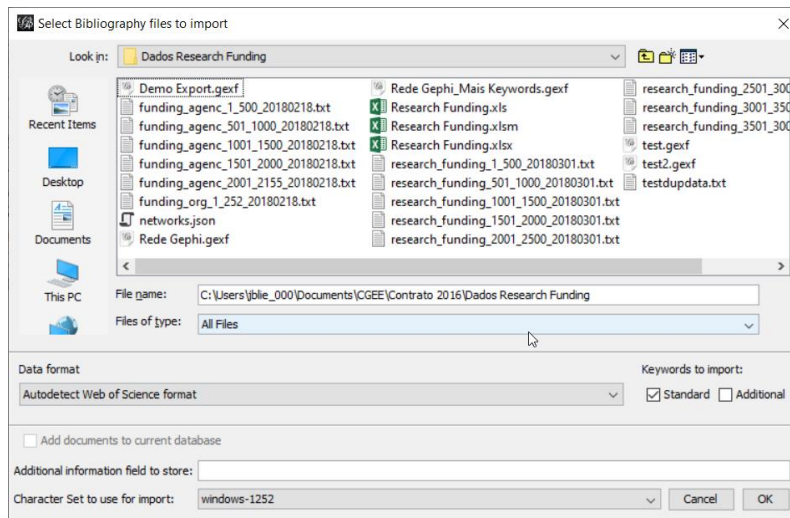 Select Bibliography files to import
Look in: Dados Research Funding
Recent Items
Desktop
Documents
This PC
Demo Export.gexf
funding_agenc_1_500_20180218.txt
funding_agenc_501_1000_20180218.txt
funding_agenc_1001_1500_20180218.txt
funding_agenc_1501_2000_20180218.txt
funding_agenc_2001_2155_20180218.txt
funding_org_1_252_20180218.txt
networks.json
Rede Gephi.gexf
Rede Gephi_Mais Keywords.gexf
Research Funding.xls
Research Funding.xlsm
Research Funding.xlsx
research_funding_1_500_20180301.txt
research_funding_501_1000_20180301.txt
research_funding_1001_1500_20180301.txt
research_funding_1501_2000_20180301.txt
research_funding_2001_2500_20180301.txt
research_funding_2501_300
research_funding_3001_350
research_funding_3501_300
test.gexf
test2.gexf
testdupdata.txt
File name: C:\Users\jblie_000\Documents\CGEE\Contrato 2016\Dados Research Funding
Files of type: All Files
Data format
Keywords to import:
Autodetect Web of Science format
Standard Additional
Add documents to current database
Additional information field to store:
Character Set to use for import: windows-1252
Cancel OK